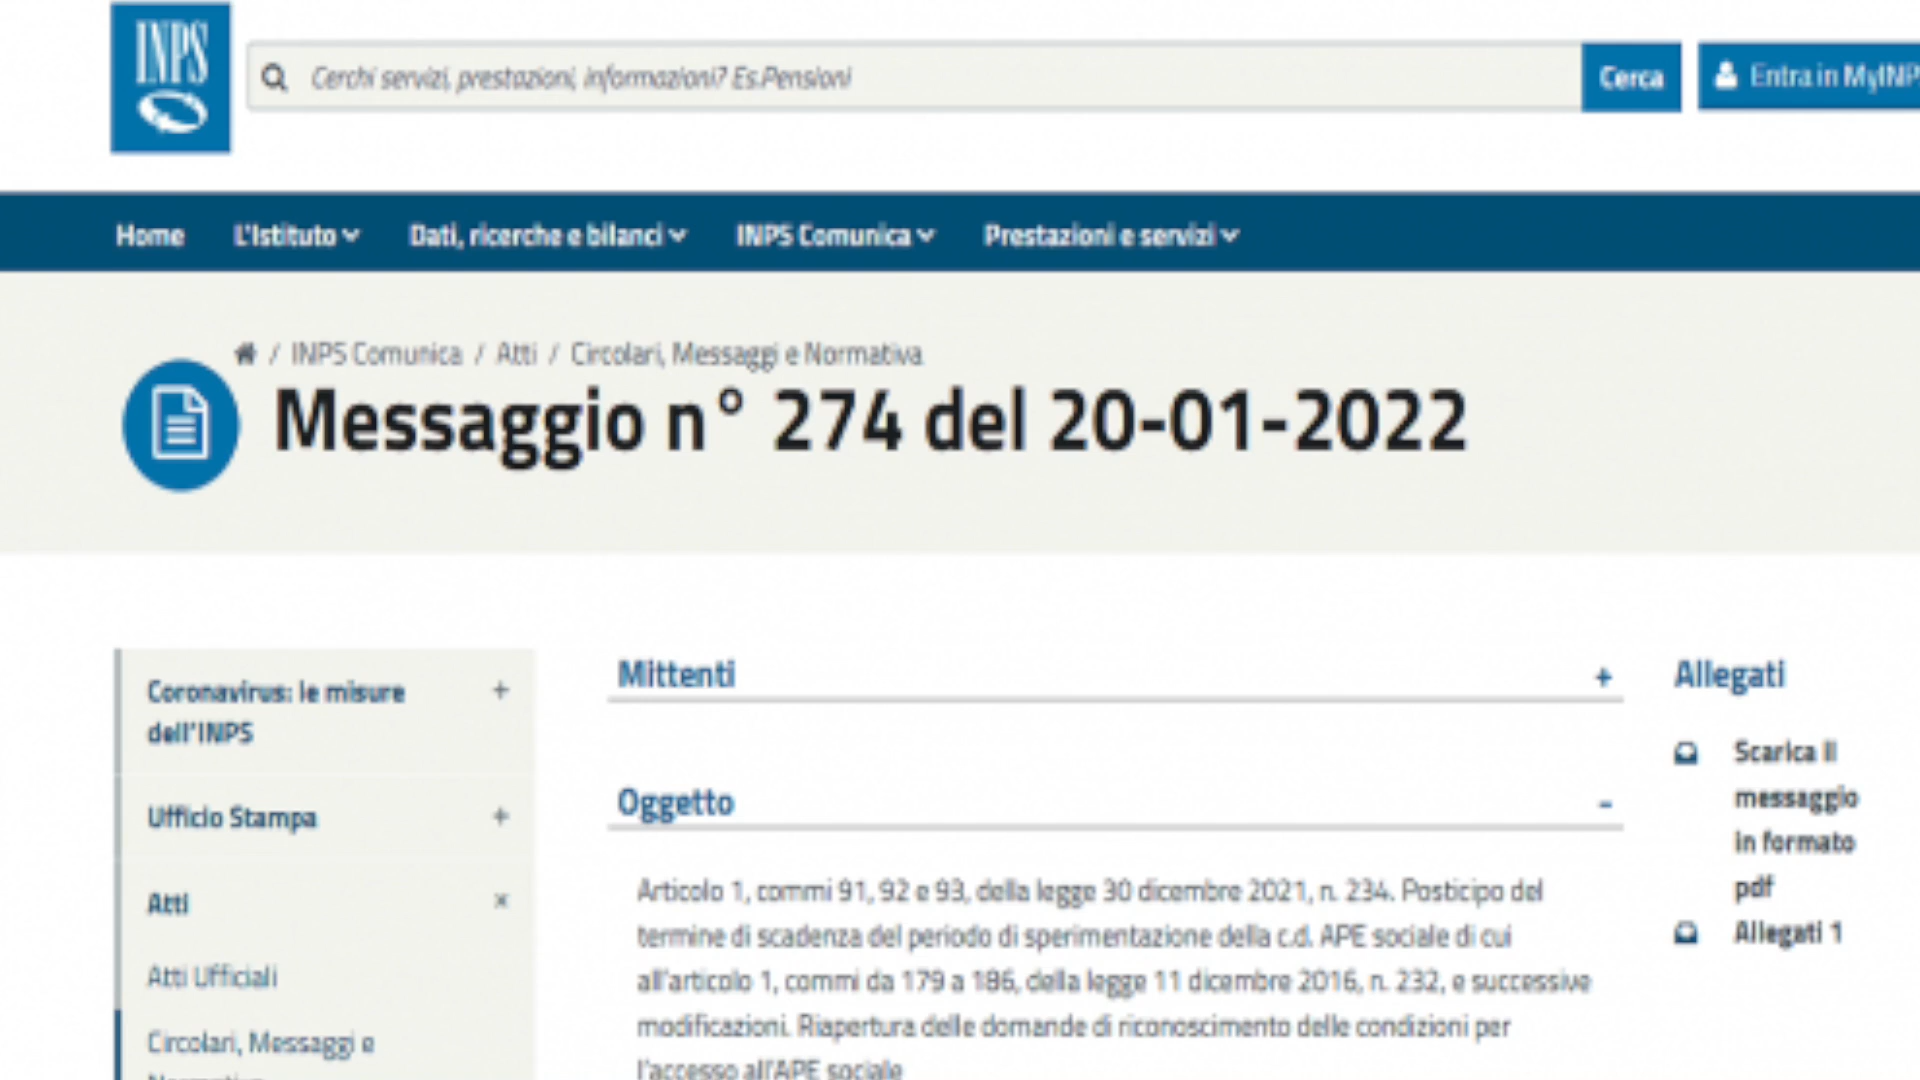 INPS
Cerchi servizi, prestazioni, informazioni? Es.Pensioni
Cerca
Entra in MyINP
Home
L'Istituto
Dati, ricerche e bilanci
INPS Comunica
Prestazioni e servizi
/ INPS Comunica / Atti / Circolari, Messaggi e Normativa
Messaggio n° 274 del 20-01-2022
Coronavirus: le misure +
dell'INPS
Ufficio Stampa +
Atti ×
Atti Ufficiali
Circolari, Messaggi e
Normativa
Mittenti +
Oggetto -
Articolo 1, commi 91, 92 e 93, della legge 30 dicembre 2021, n. 234. Posticipo del
termine di scadenza del periodo di sperimentazione della c.d. APE sociale di cui
all'articolo 1, commi da 179 a 186, della legge 11 dicembre 2016, n. 232, e successive
modificazioni. Riapertura delle domande di riconoscimento delle condizioni per
l'accesso all'APE sociale
Allegati
Scarica il
messaggio
in formato
pdf
Allegati 1